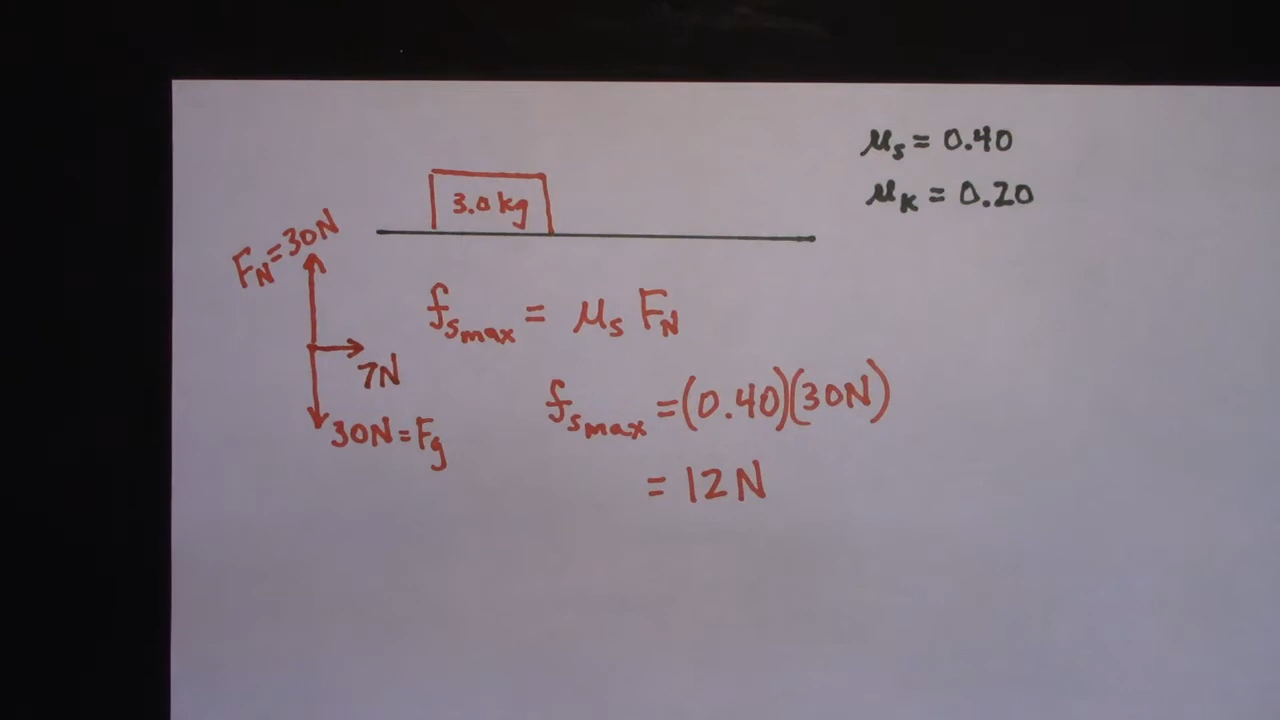 μs = 0.40
μK = 0.20
3.0 kg
FN = 30N
fsmax = μs FN
7N
fsmax = (0.40)(30N)
30N = Fg
= 12N